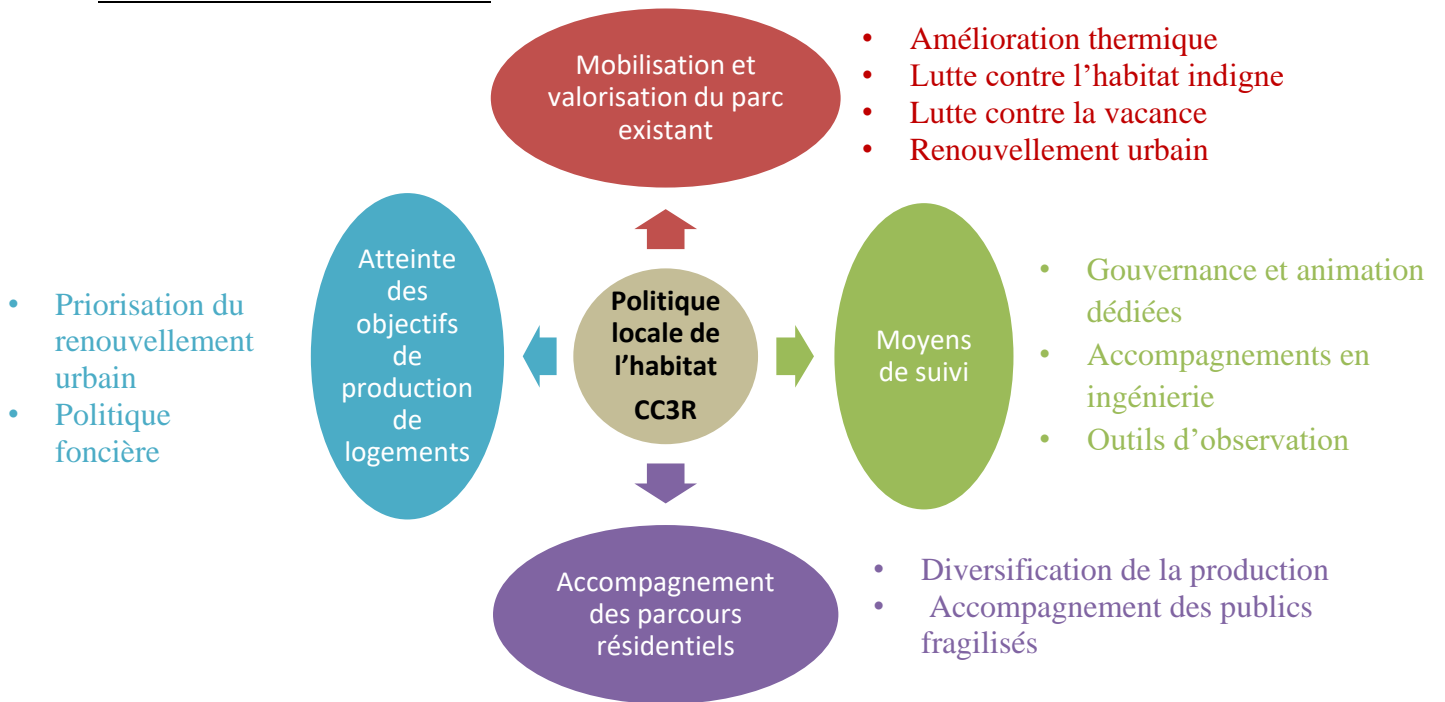 Mobilisation et
valorisation du parc
existant
• Amélioration thermique
• Lutte contre l’habitat indigne
• Lutte contre la vacance
• Renouvellement urbain
• Priorisation du
renouvellement
urbain
• Politique
foncière
Atteinte
des
objectifs
de
production
de
logements
Politique
locale de
l’habitat
CC3R
Moyens
de suivi
• Gouvernance et animation
dédiées
• Accompagnements en
ingénierie
• Outils d’observation
Accompagnement
des parcours
résidentiels
• Diversification de la production
• Accompagnement des publics
fragilisés